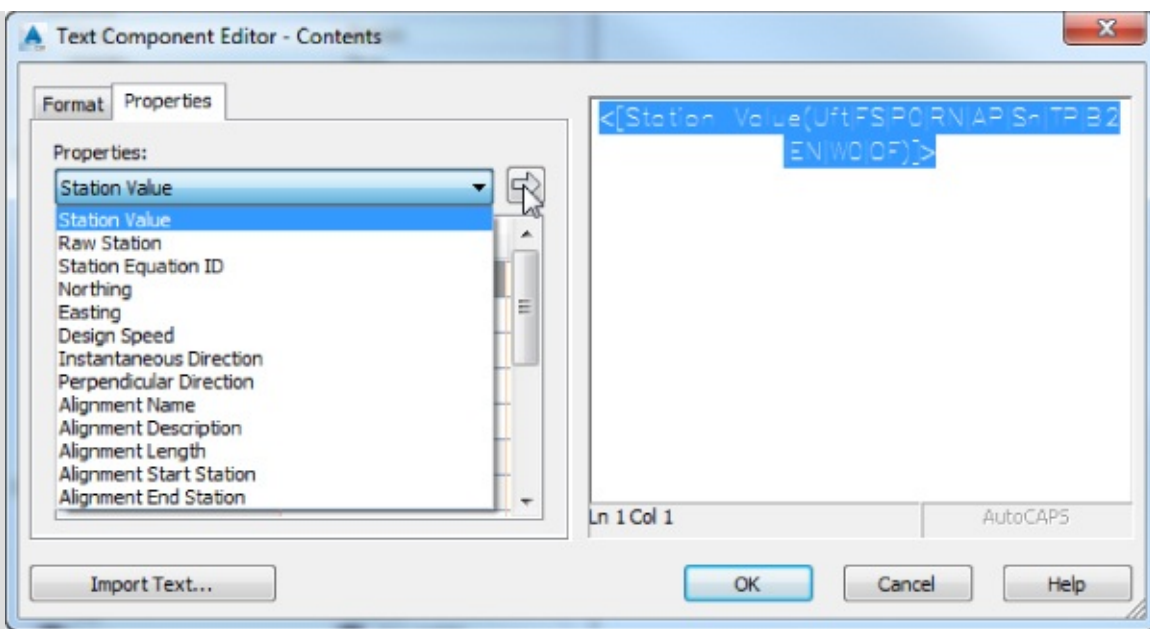 Text Component Editor - Contents
Format
Properties
Properties:
Station Value
Station Value
Raw Station
Station Equation ID
Northing
Easting
Design Speed
Instantaneous Direction
Perpendicular Direction
Alignment Name
Alignment Description
Alignment Length
Alignment Start Station
Alignment End Station
<[Station Value(Uft|FS|P0|RN|AP|Sn|TP|B2
EN|W0|OF)]>
Ln 1 Col 1
AutoCAPS
Import Text...
OK
Cancel
Help